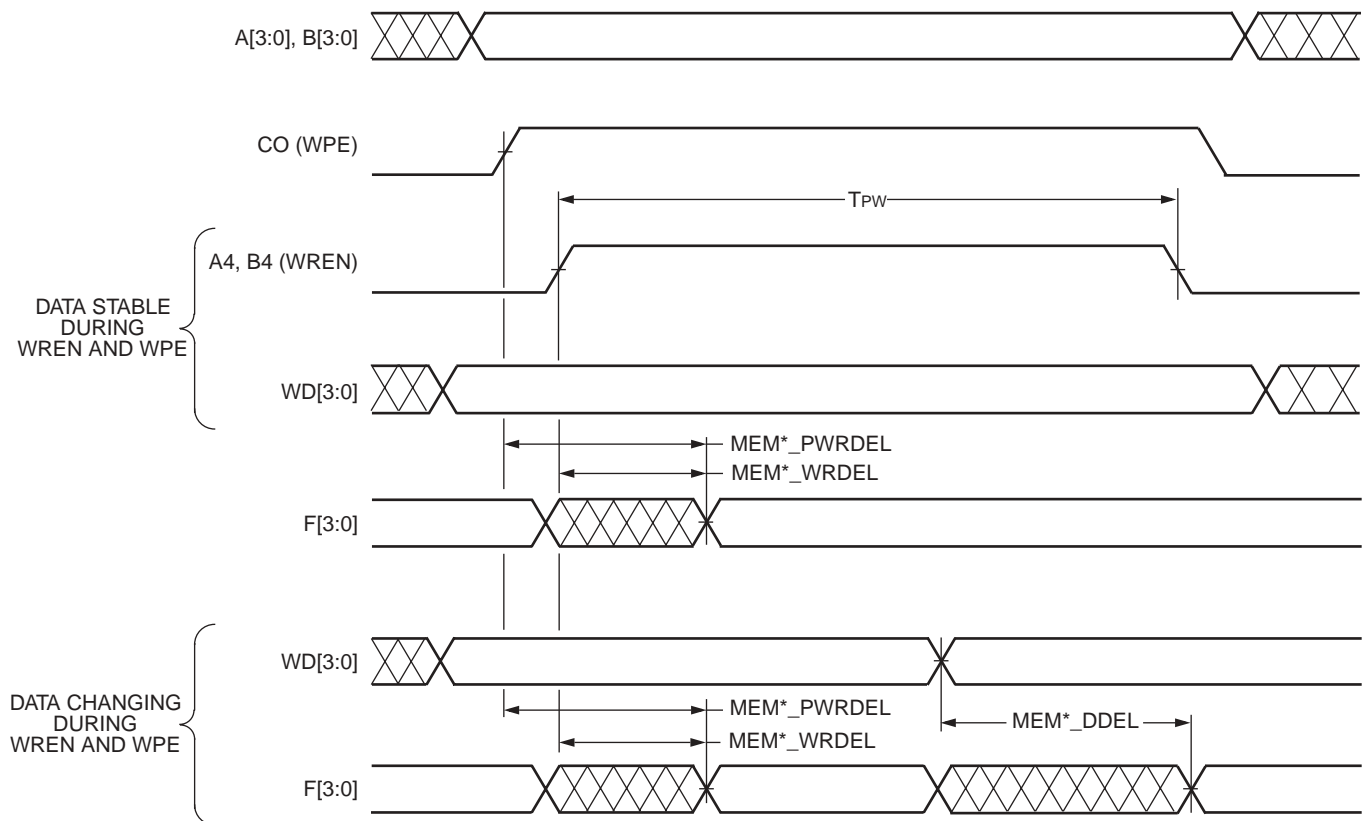 A[3:0], B[3:0]
CO (WPE)
TPW
A4, B4 (WREN)
DATA STABLE
DURING
WREN AND WPE
WD[3:0]
MEM*_PWRDEL
MEM*_WRDEL
F[3:0]
WD[3:0]
DATA CHANGING
DURING
WREN AND WPE
MEM*_PWRDEL
MEM*_DDEL
MEM*_WRDEL
F[3:0]